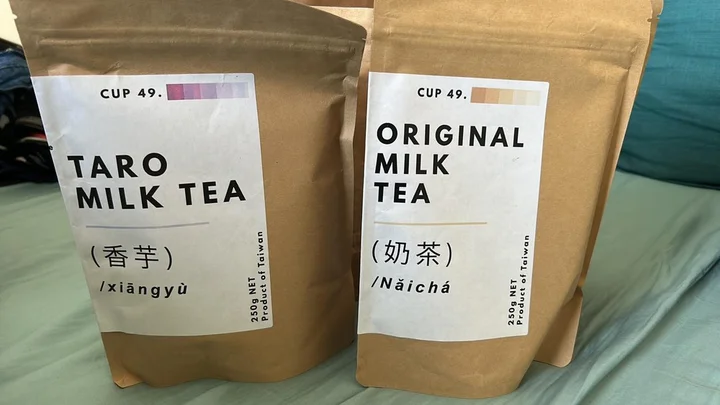 CUP 49.
TARO
MILK TEA
(香芋)
/xiāngyù
250g NET
Product of Taiwan
CUP 49.
ORIGINAL
MILK
TEA
(奶茶)
/Năichá
250g NET
Product of Taiwan